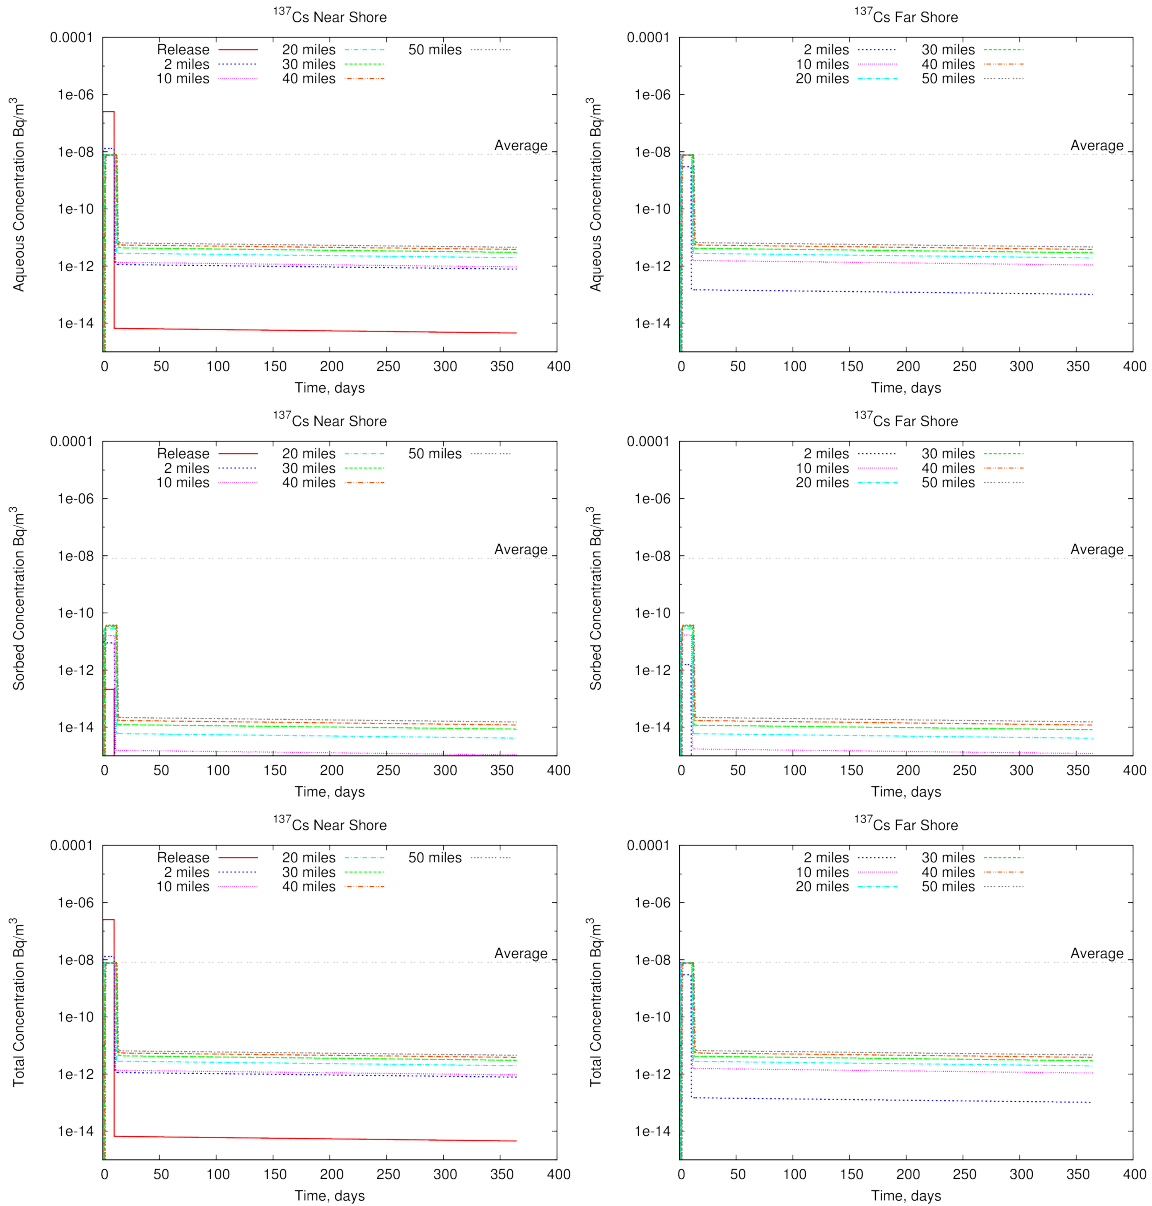 137Cs Near Shore
Aqueous Concentration Bq/m3
0.0001
1e-06
1e-08
1e-10
1e-12
1e-14
Release
2 miles
10 miles
20 miles
30 miles
40 miles
50 miles
Average
0 50 100 150 200 250 300 350 400
Time, days
137Cs Far Shore
Aqueous Concentration Bq/m3
0.0001
1e-06
1e-08
1e-10
1e-12
1e-14
2 miles
10 miles
20 miles
30 miles
40 miles
50 miles
Average
0 50 100 150 200 250 300 350 400
Time, days
137Cs Near Shore
Sorbed Concentration Bq/m3
0.0001
1e-06
1e-08
1e-10
1e-12
1e-14
Release
2 miles
10 miles
20 miles
30 miles
40 miles
50 miles
Average
0 50 100 150 200 250 300 350 400
Time, days
137Cs Far Shore
Sorbed Concentration Bq/m3
0.0001
1e-06
1e-08
1e-10
1e-12
1e-14
2 miles
10 miles
20 miles
30 miles
40 miles
50 miles
Average
0 50 100 150 200 250 300 350 400
Time, days
137Cs Near Shore
Total Concentration Bq/m3
0.0001
1e-06
1e-08
1e-10
1e-12
1e-14
Release
2 miles
10 miles
20 miles
30 miles
40 miles
50 miles
Average
0 50 100 150 200 250 300 350 400
Time, days
137Cs Far Shore
Total Concentration Bq/m3
0.0001
1e-06
1e-08
1e-10
1e-12
1e-14
2 miles
10 miles
20 miles
30 miles
40 miles
50 miles
Average
0 50 100 150 200 250 300 350 400
Time, days